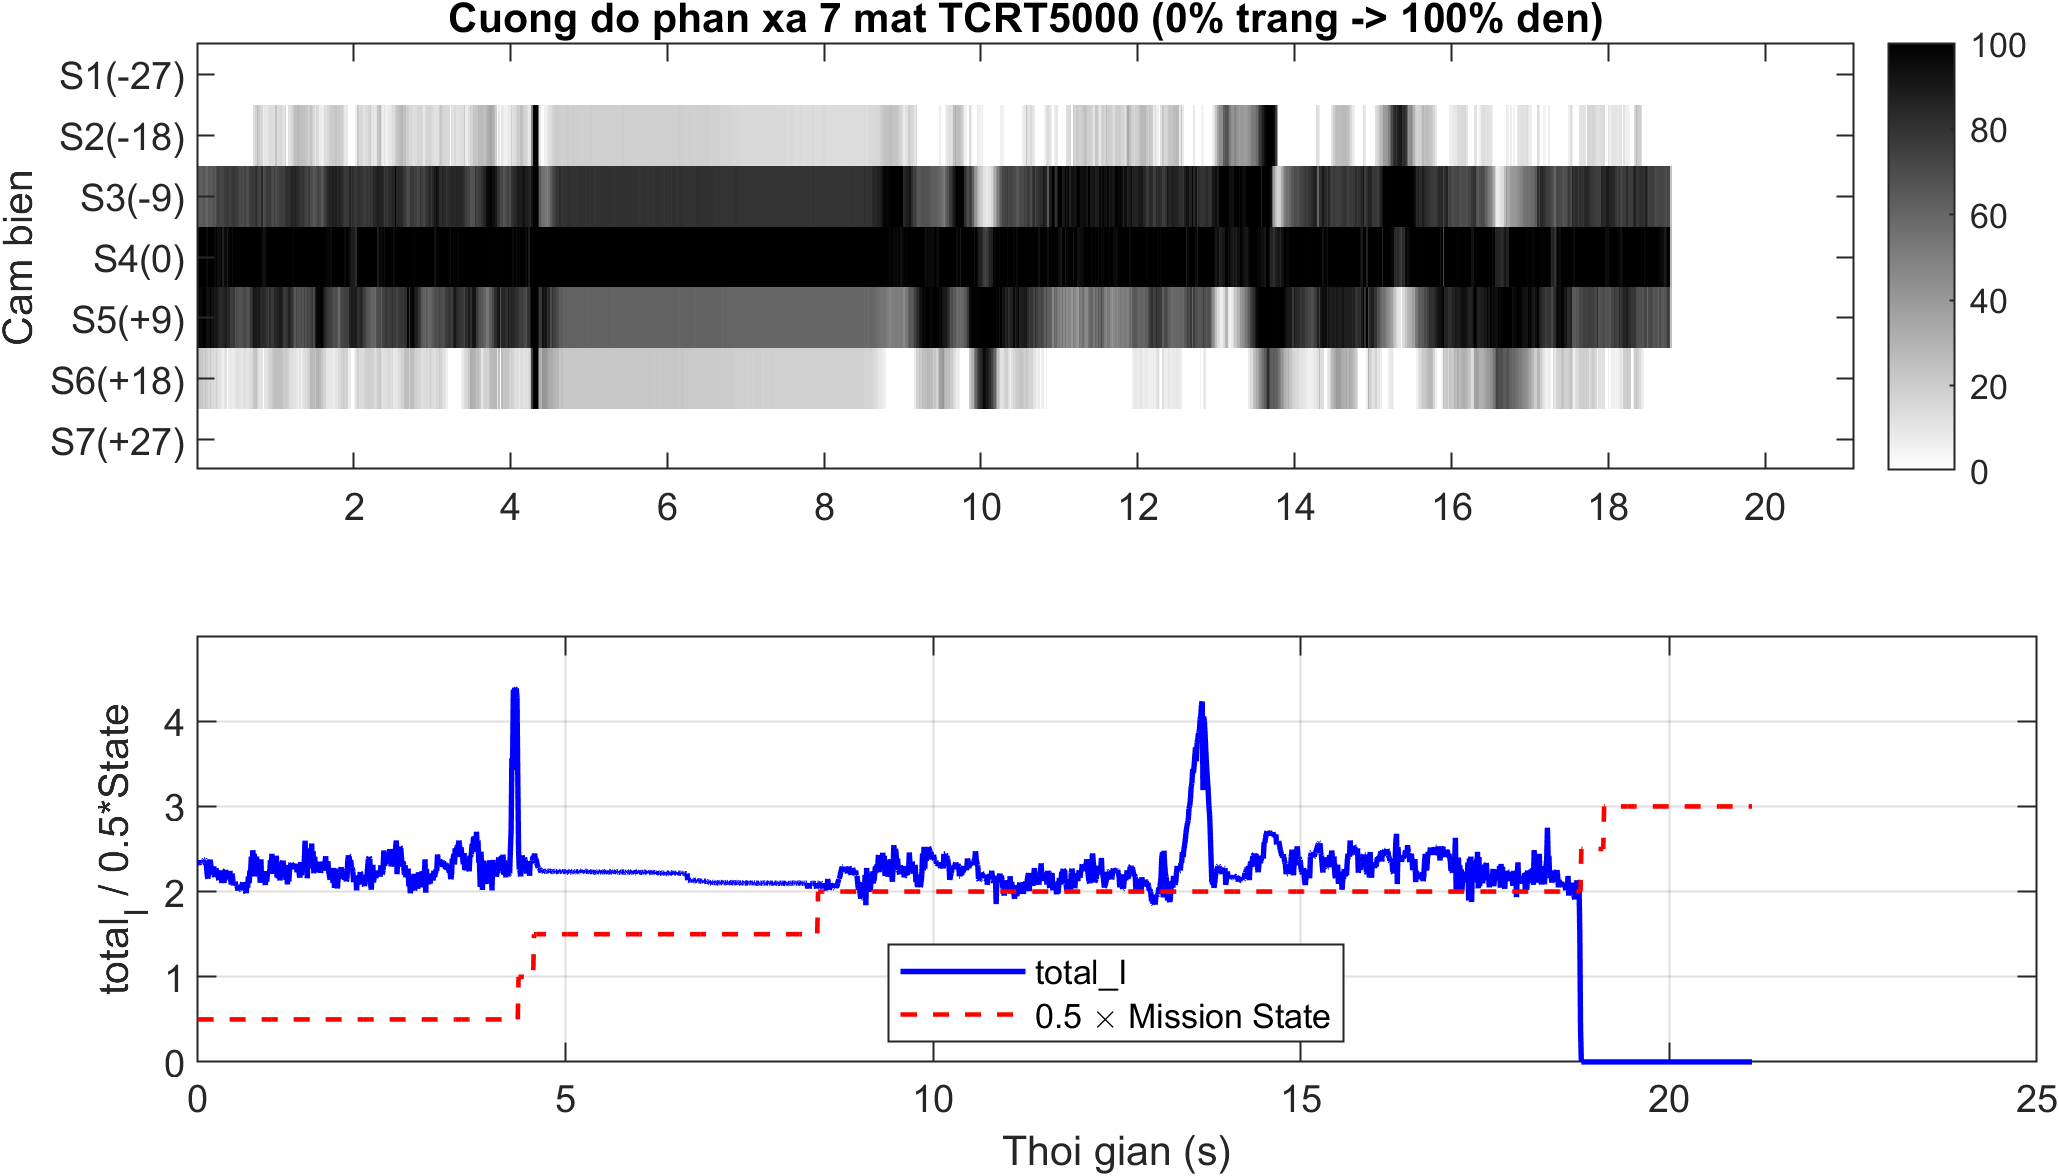 Cuong do phan xa 7 mat TCRT5000 (0% trang -> 100% den)
Cam bien
S1(-27)
S2(-18)
S3(-9)
S4(0)
S5(+9)
S6(+18)
S7(+27)
2 4 6 8 10 12 14 16 18 20
100
80
60
40
20
0
total_I / 0.5*State
4
3
2
1
0
total_I
0.5 × Mission State
0 5 10 15 20 25
Thoi gian (s)